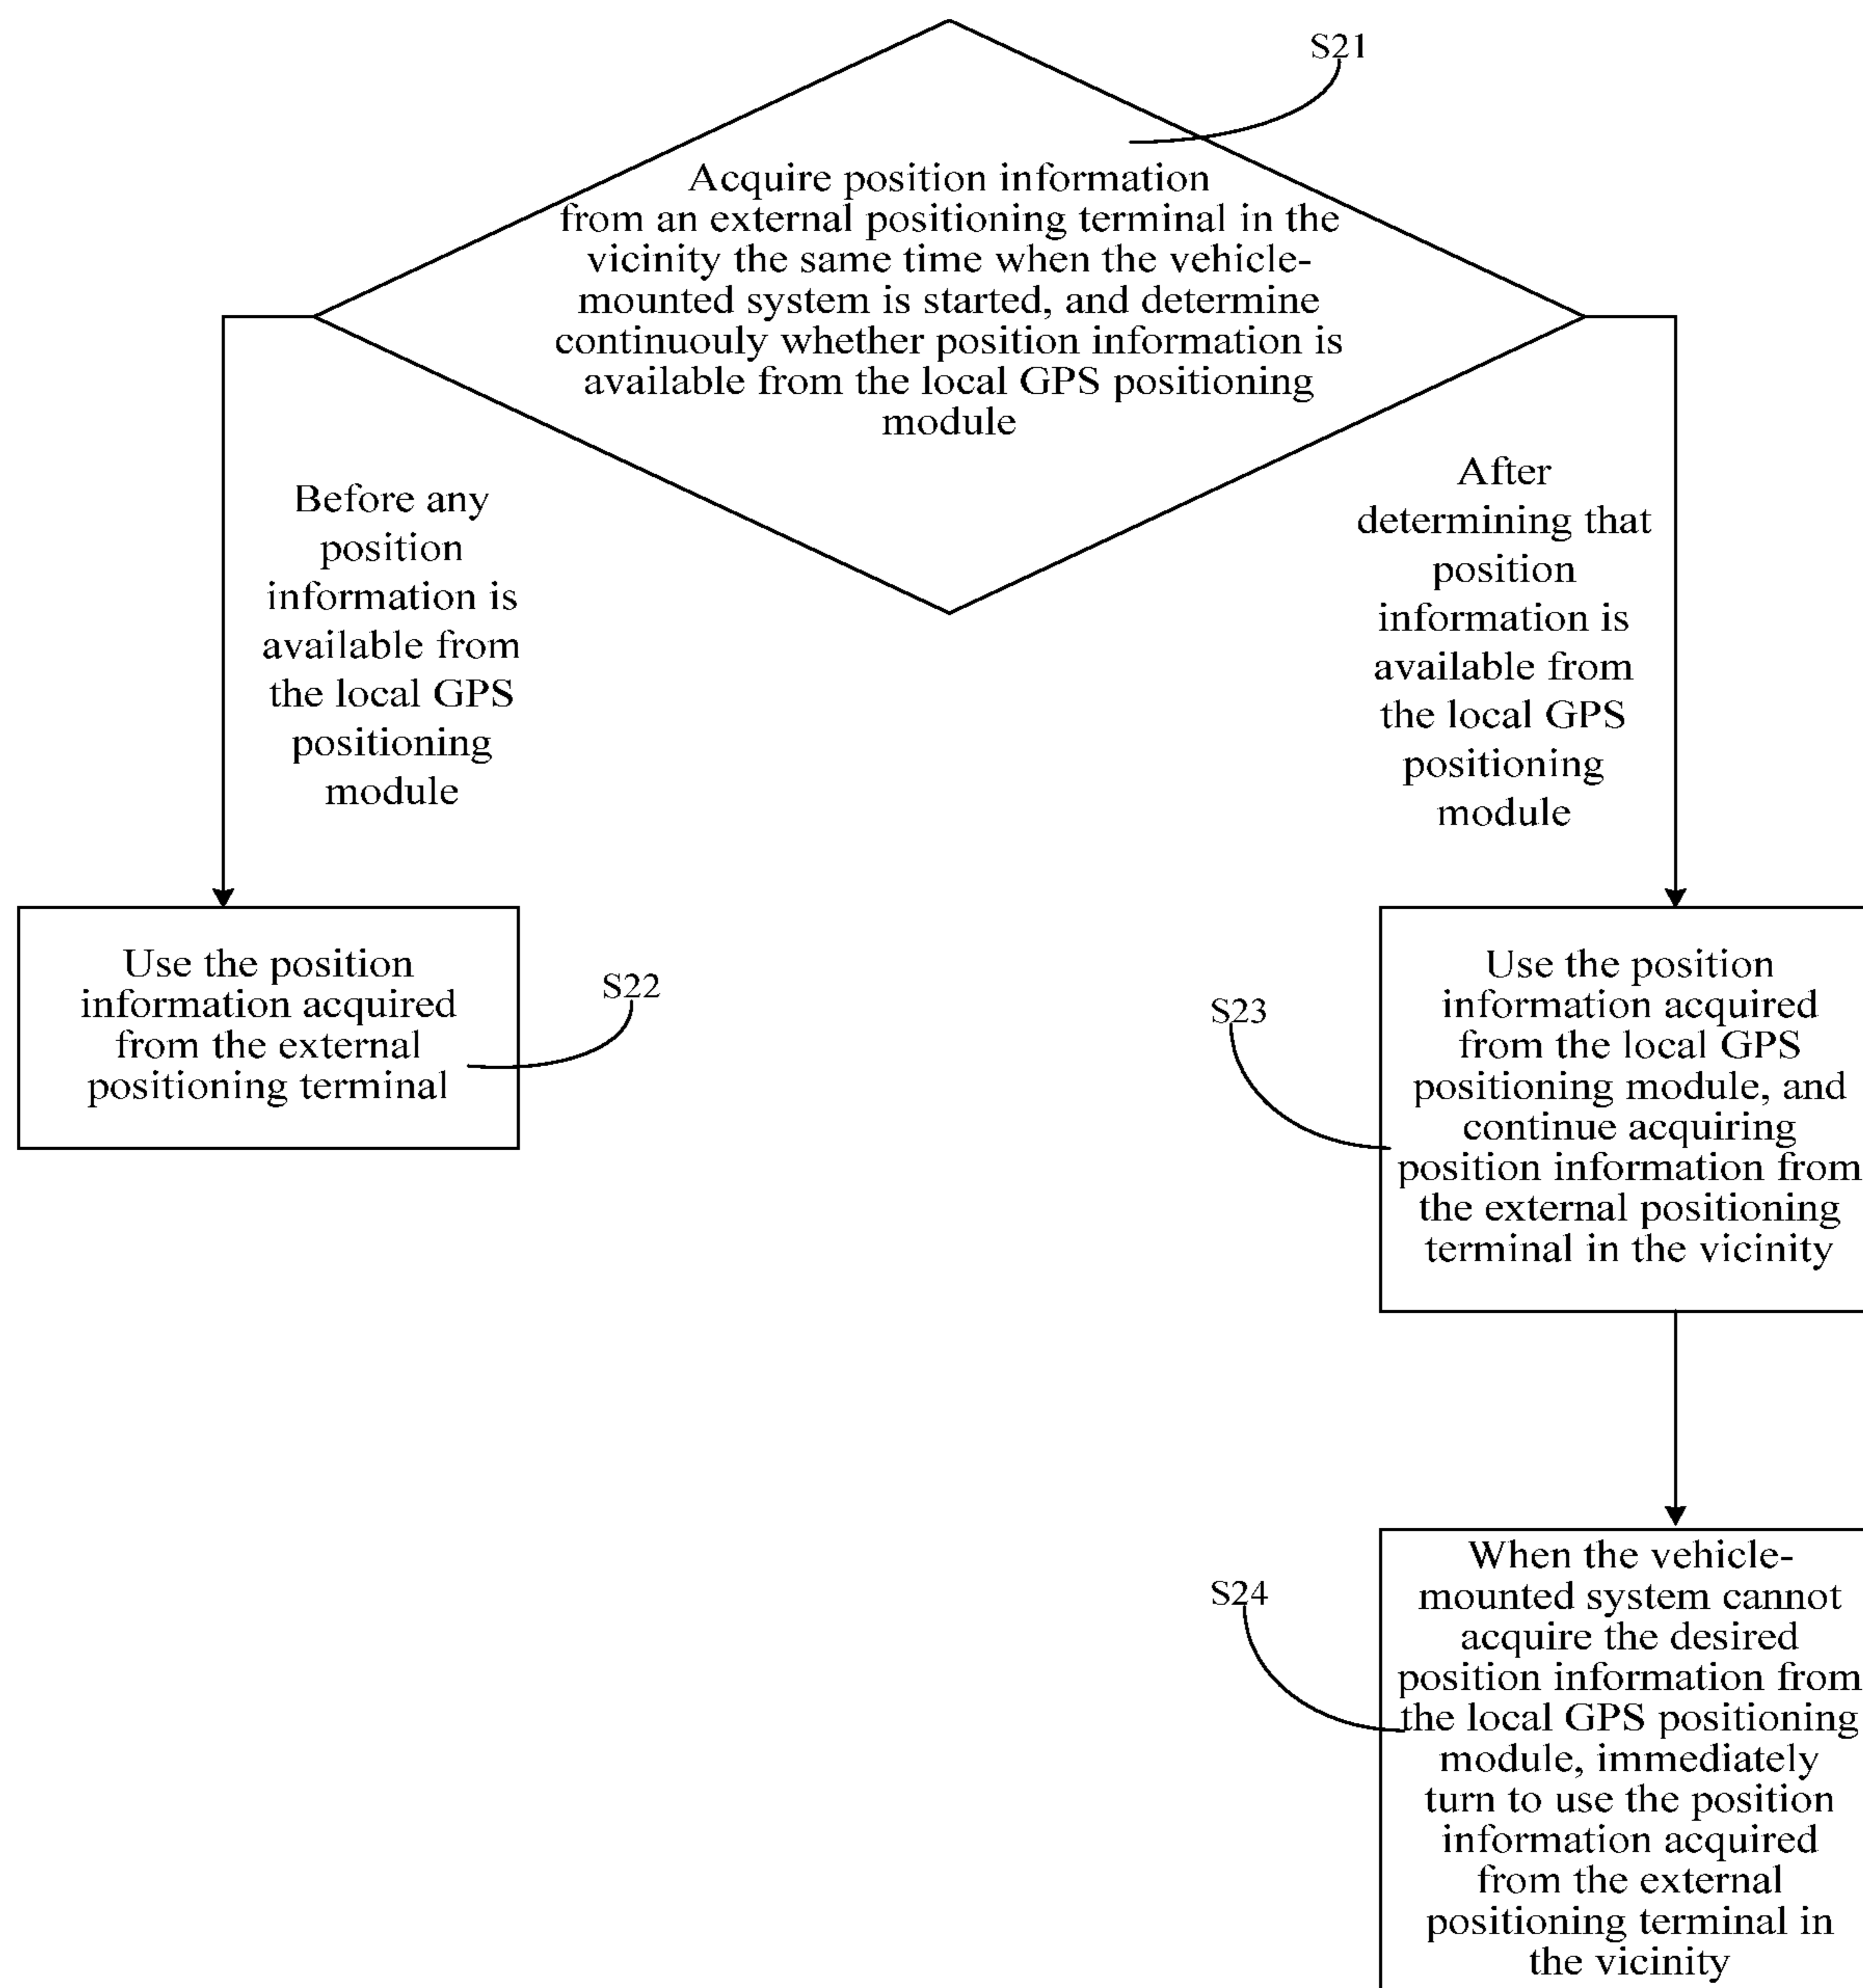 S21
Acquire position information
from an external positioning terminal in the
vicinity the same time when the vehicle-
mounted system is started, and determine
continuouly whether position information is
available from the local GPS positioning
module
Before any
position
information is
available from
the local GPS
positioning
module
After
determining that
position
information is
available from
the local GPS
positioning
module
Use the position
information acquired
from the external
positioning terminal
S22
S23
Use the position
information acquired
from the local GPS
positioning module, and
continue acquiring
position information from
the external positioning
terminal in the vicinity
S24
When the vehicle-
mounted system cannot
acquire the desired
position information from
the local GPS positioning
module, immediately
turn to use the position
information acquired
from the external
positioning terminal in
the vicinity